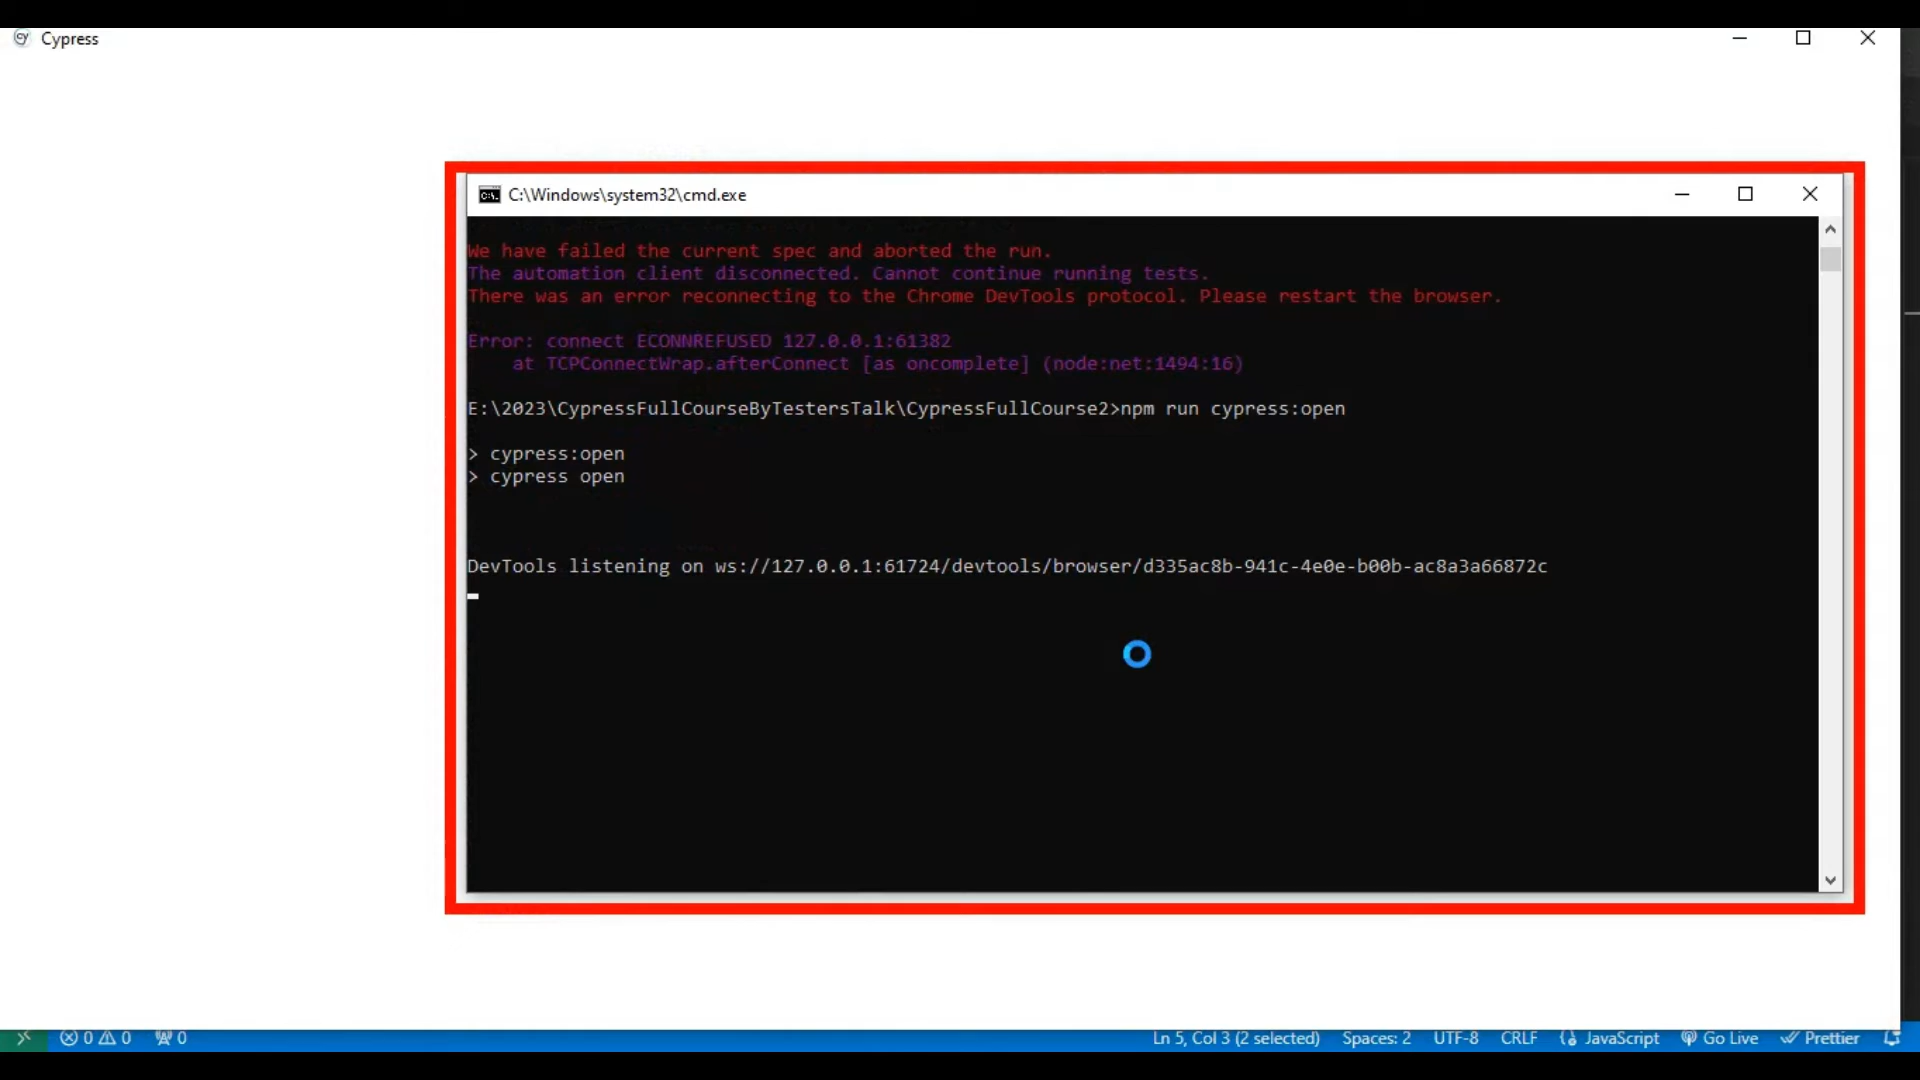 Cypress
C:\Windows\system32\cmd.exe
We have failed the current spec and aborted the run.
The automation client disconnected. Cannot continue running tests.
There was an error reconnecting to the Chrome DevTools protocol. Please restart the browser.
Error: connect ECONNREFUSED 127.0.0.1:61382
at TCPConnectWrap.afterConnect [as oncomplete] (node:net:1494:16)
E:\2023\CypressFullCourseByTestersTalk\CypressFullCourse2>npm run cypress:open
> cypress:open
> cypress open
DevTools listening on ws://127.0.0.1:61724/devtools/browser/d335ac8b-941c-4e0e-b00b-ac8a3a66872c
0 0 0 Ln 5, Col 3 (2 selected) Spaces: 2 UTF-8 CRLF JavaScript Go Live Prettier